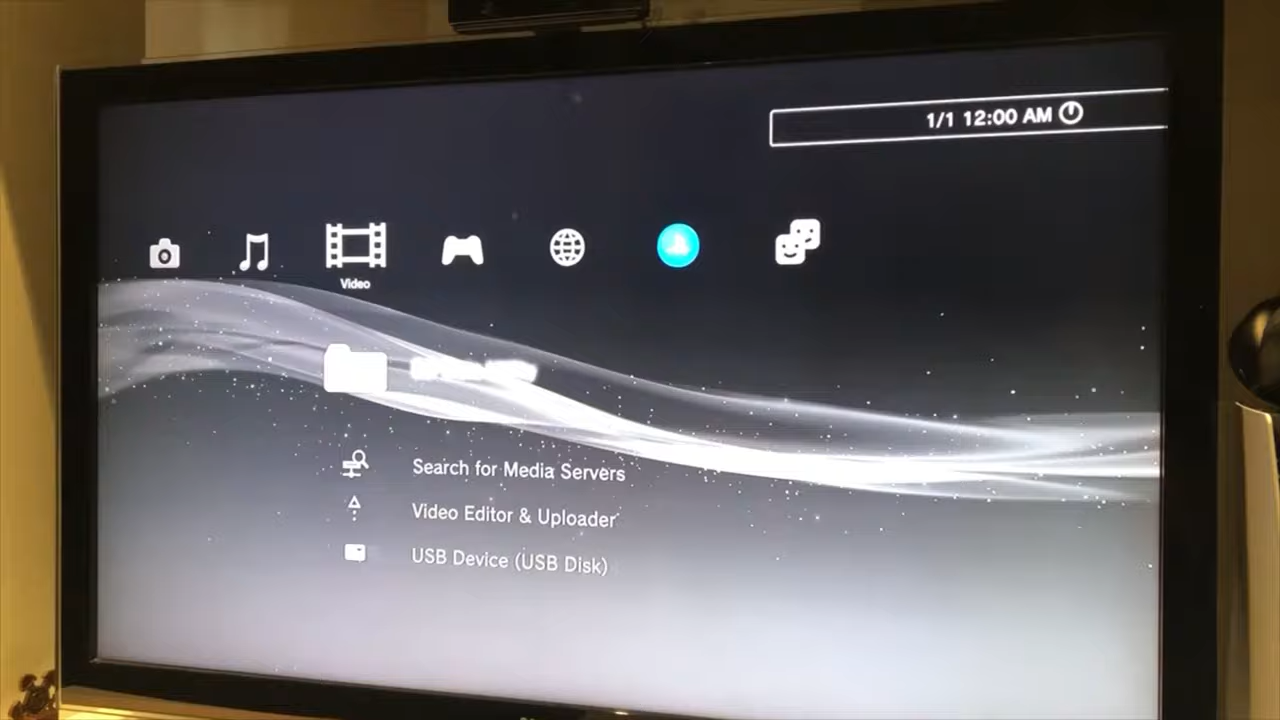 1/1 12:00 AM
Video
Search for Media Servers
Video Editor & Uploader
USB Device (USB Disk)